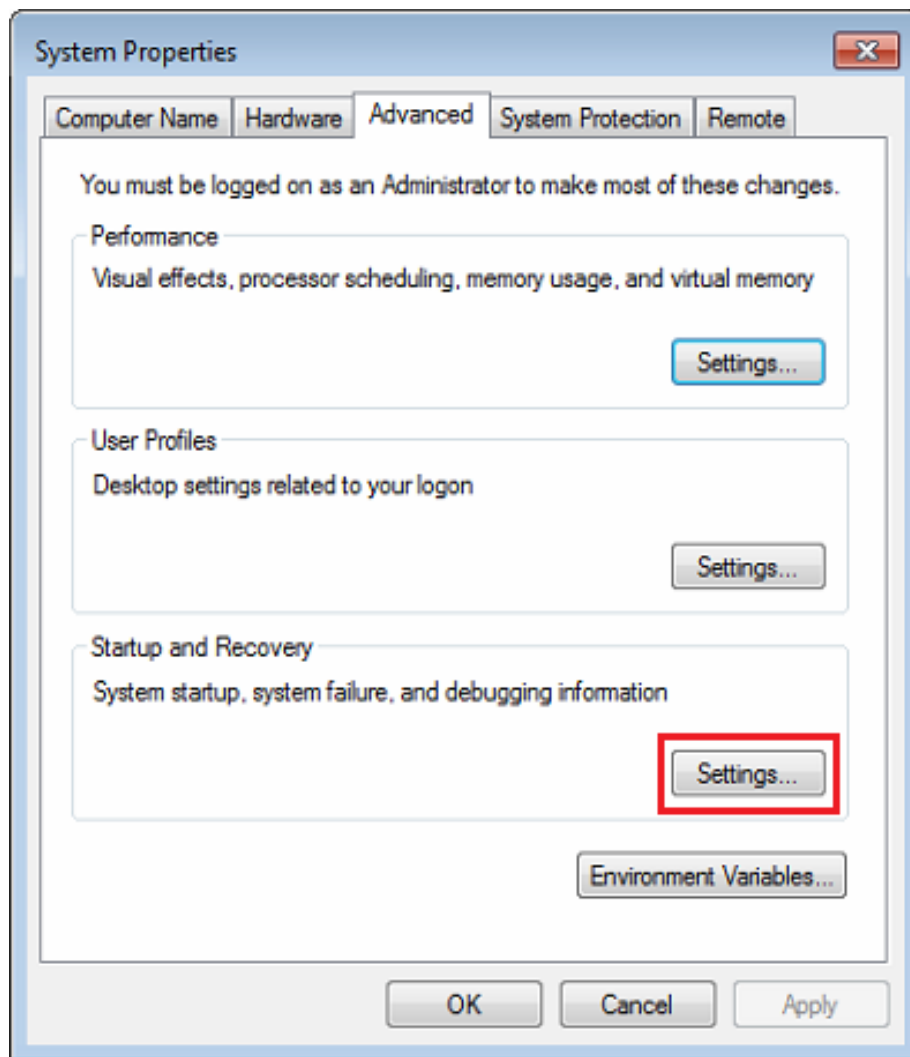 System Properties
Computer Name Hardware Advanced System Protection Remote
You must be logged on as an Administrator to make most of these changes.
Performance
Visual effects, processor scheduling, memory usage, and virtual memory
Settings...
User Profiles
Desktop settings related to your logon
Settings...
Startup and Recovery
System startup, system failure, and debugging information
Settings...
Environment Variables...
OK Cancel Apply